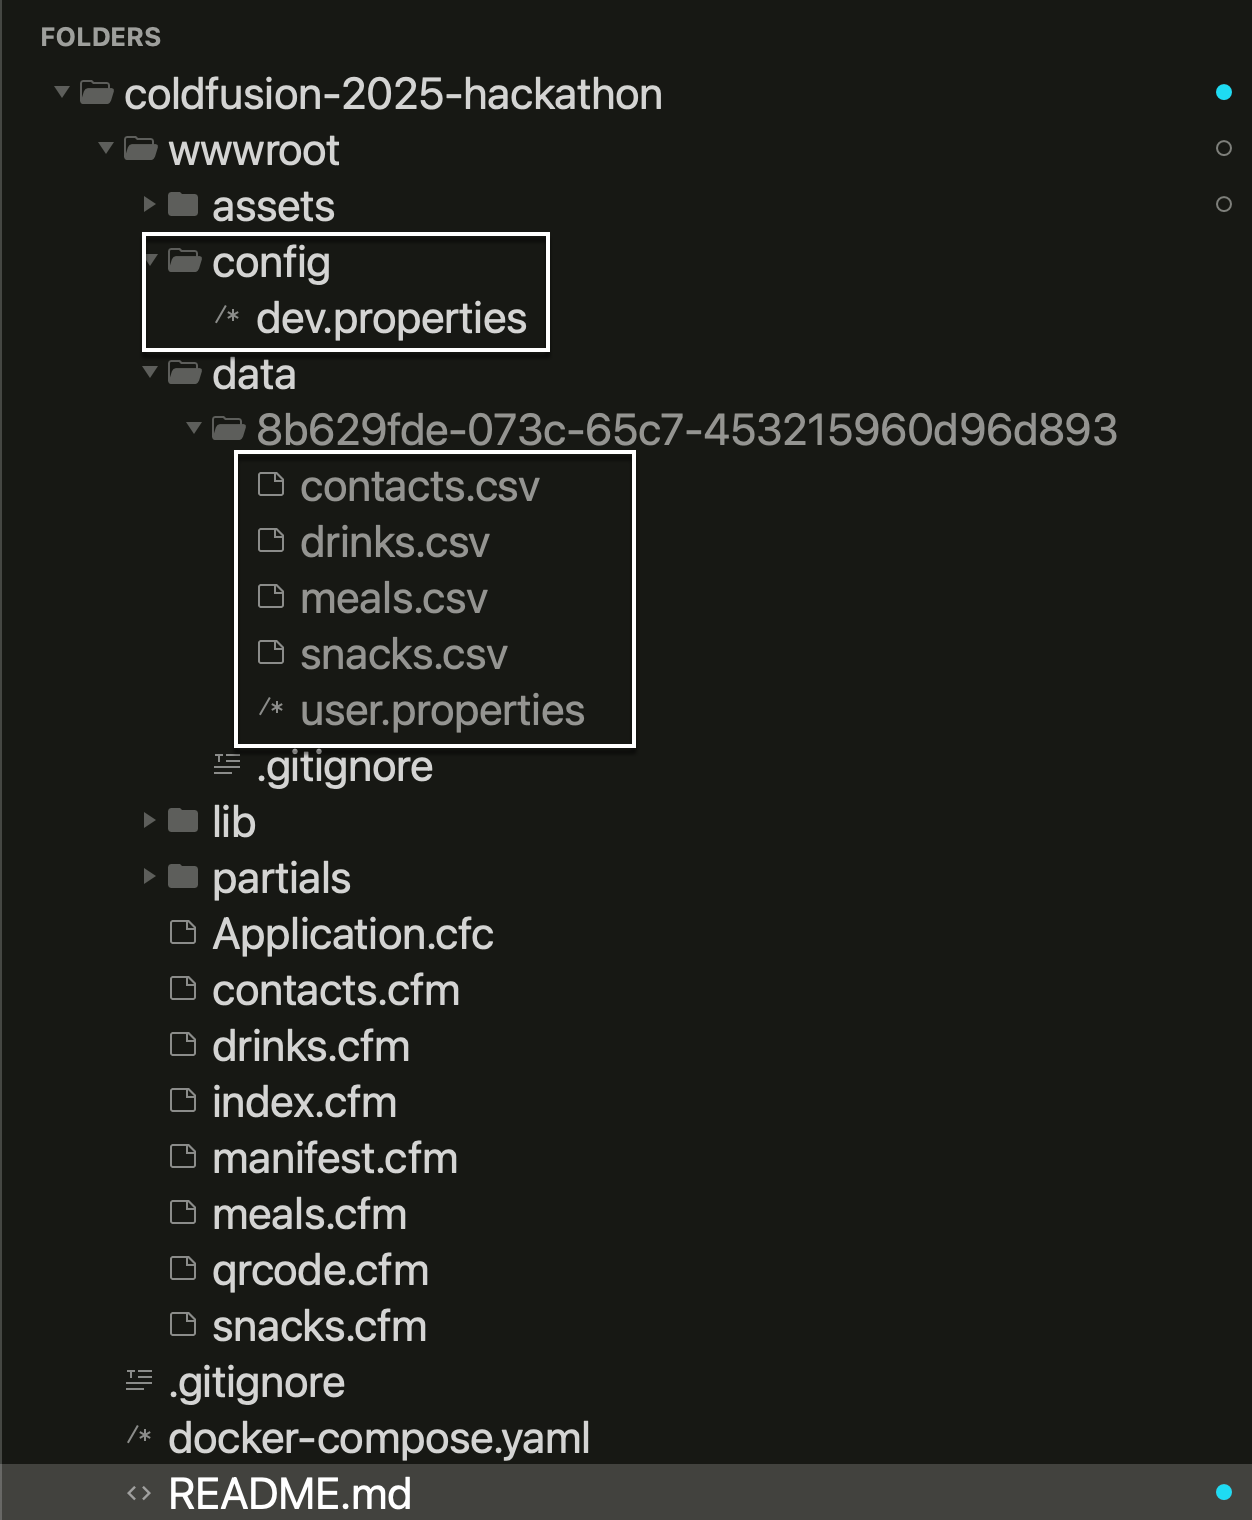 FOLDERS
coldfusion-2025-hackathon
wwwroot
assets
config
/* dev.properties
data
8b629fde-073c-65c7-453215960d96d893
contacts.csv
drinks.csv
meals.csv
snacks.csv
/* user.properties
.gitignore
lib
partials
Application.cfc
contacts.cfm
drinks.cfm
index.cfm
manifest.cfm
meals.cfm
qrcode.cfm
snacks.cfm
.gitignore
/* docker-compose.yaml
<> README.md